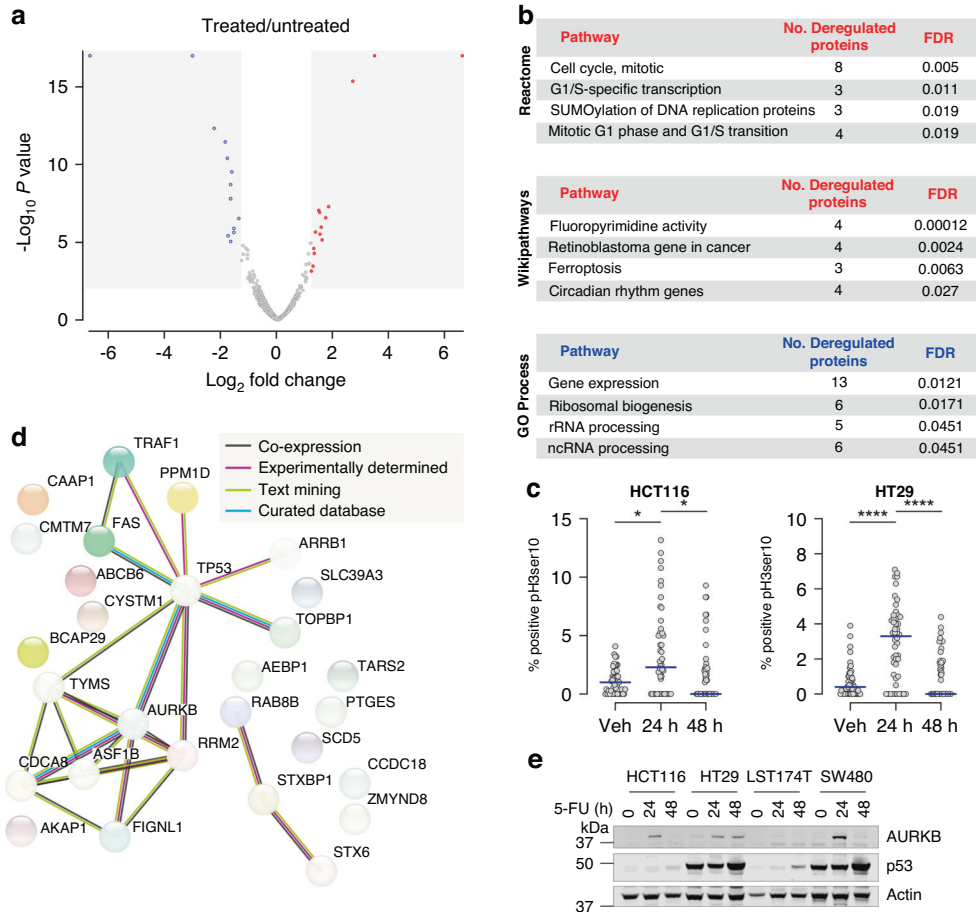 a
Treated/untreated
-Log10 P value
15
10
5
0
-6 -4 -2 0 2 4 6
Log2 fold change
b
Reactome
Pathway No. Deregulated proteins FDR
Cell cycle, mitotic 8 0.005
G1/S-specific transcription 3 0.011
SUMOylation of DNA replication proteins 3 0.019
Mitotic G1 phase and G1/S transition 4 0.019
Wikipathways
Pathway No. Deregulated proteins FDR
Fluopyrimidine activity 4 0.00012
Retinoblastoma gene in cancer 4 0.0024
Ferroptosis 3 0.0063
Circadian rhythm genes 4 0.027
GO Process
Pathway No. Deregulated proteins FDR
Gene expression 13 0.0121
Ribosomal biogenesis 6 0.0171
rRNA processing 5 0.0451
ncRNA processing 6 0.0451
d
Co-expression
Experimentally determined
Text mining
Curated database
TRAF1
PPM1D
CAAP1
CMTM7
FAS
ARRB1
TP53
ABCB6
SLC39A3
CYSTM1
TOPBP1
BCAP29
AEBP1
TARS2
TYMS
RAB8B
PTGES
AURKB
SCD5
RRM2
ASF1B
CDCA8
CCDC18
STXBP1
ZMYND8
AKAP1
FIGNL1
STX6
c
HCT116
% positive pH3ser10
15
10
5
0
* *
Veh 24 h 48 h
HT29
% positive pH3ser10
10
8
6
4
2
0
**** ****
Veh 24 h 48 h
e
HCT116 HT29 LST174T SW480
5-FU (h) 0 24 48 0 24 48 0 24 48 0 24 48
kDa
37
AURKB
50
p53
Actin
37